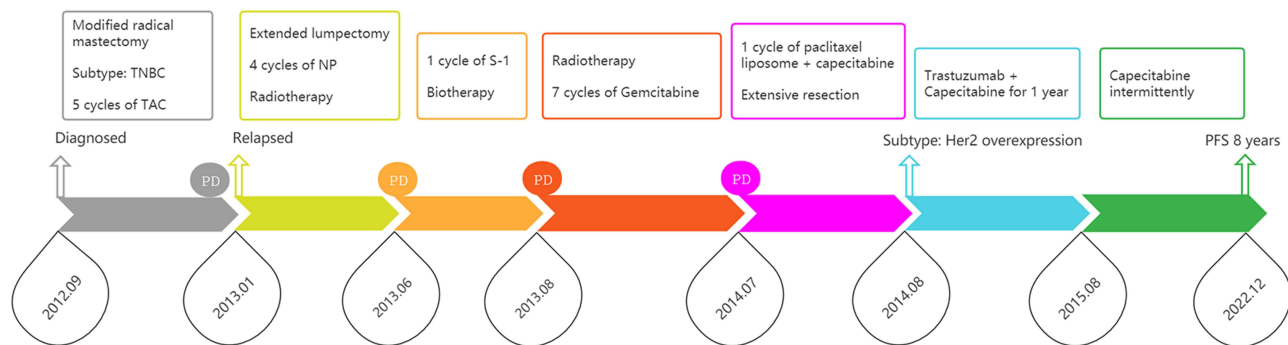 Modified radical
mastectomy
Subtype: TNBC
5 cycles of TAC
Extended lumpectomy
4 cycles of NP
Radiotherapy
1 cycle of S-1
Biotherapy
Radiotherapy
7 cycles of Gemcitabine
1 cycle of paclitaxel
liposome + capecitabine
Extensive resection
Trastuzumab +
Capecitabine for 1 year
Capecitabine
intermittently
Diagnosed
Relapsed
Subtype: Her2 overexpression
PFS 8 years
PD
PD
PD
PD
2012.09
2013.01
2013.06
2013.08
2014.07
2014.08
2015.08
2022.12